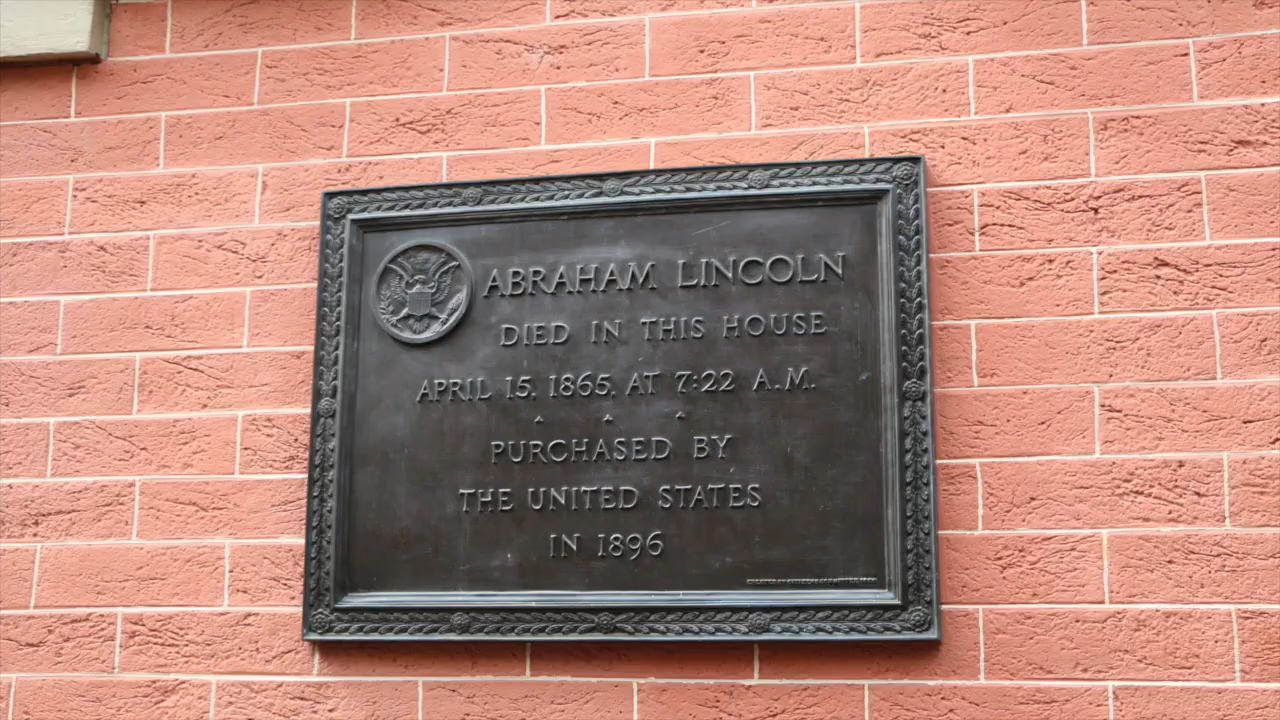 ABRAHAM LINCOLN
DIED IN THIS HOUSE
APRIL 15, 1865, AT 7:22 A.M.
PURCHASED BY
THE UNITED STATES
IN 1896